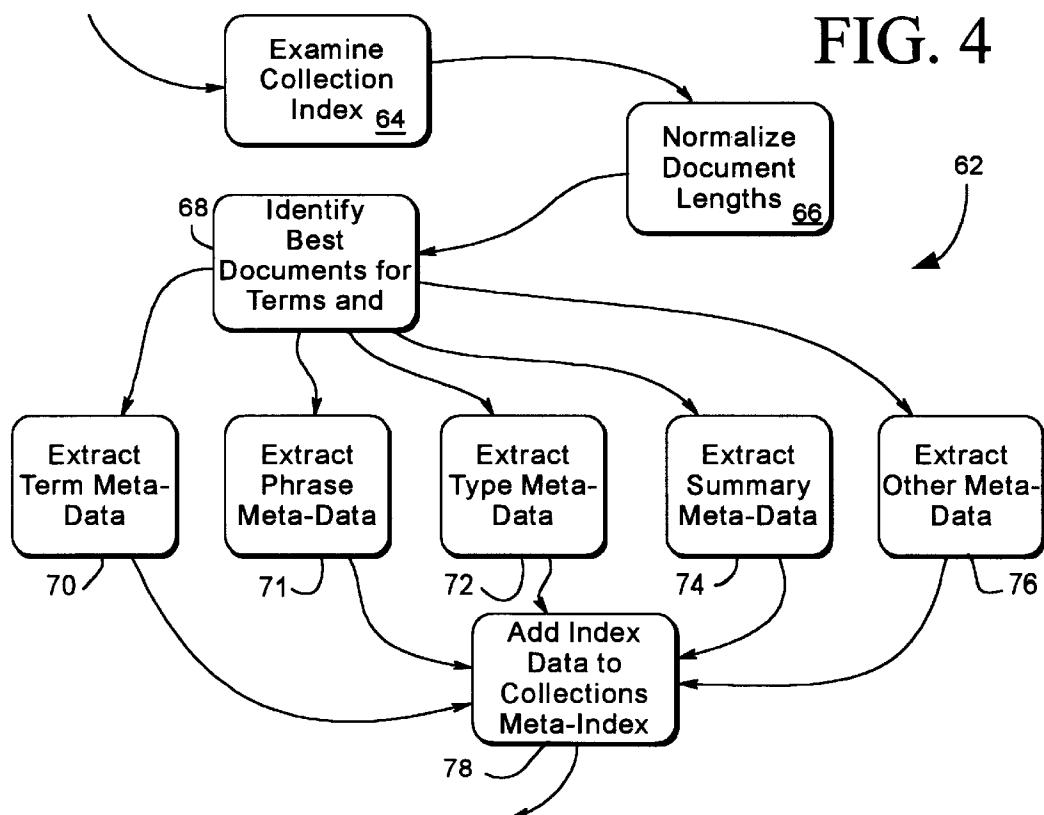 FIG. 4
Examine
Collection
Index
64
Normalize
Document
Lengths
66
62
68
Identify
Best
Documents for
Terms and
Extract
Term Meta-
Data
70
Extract
Phrase
Meta-Data
71
Extract
Type Meta-
Data
72
Extract
Summary
Meta-Data
74
Extract
Other Meta-
Data
76
Add Index
Data to
Collections
Meta-Index
78